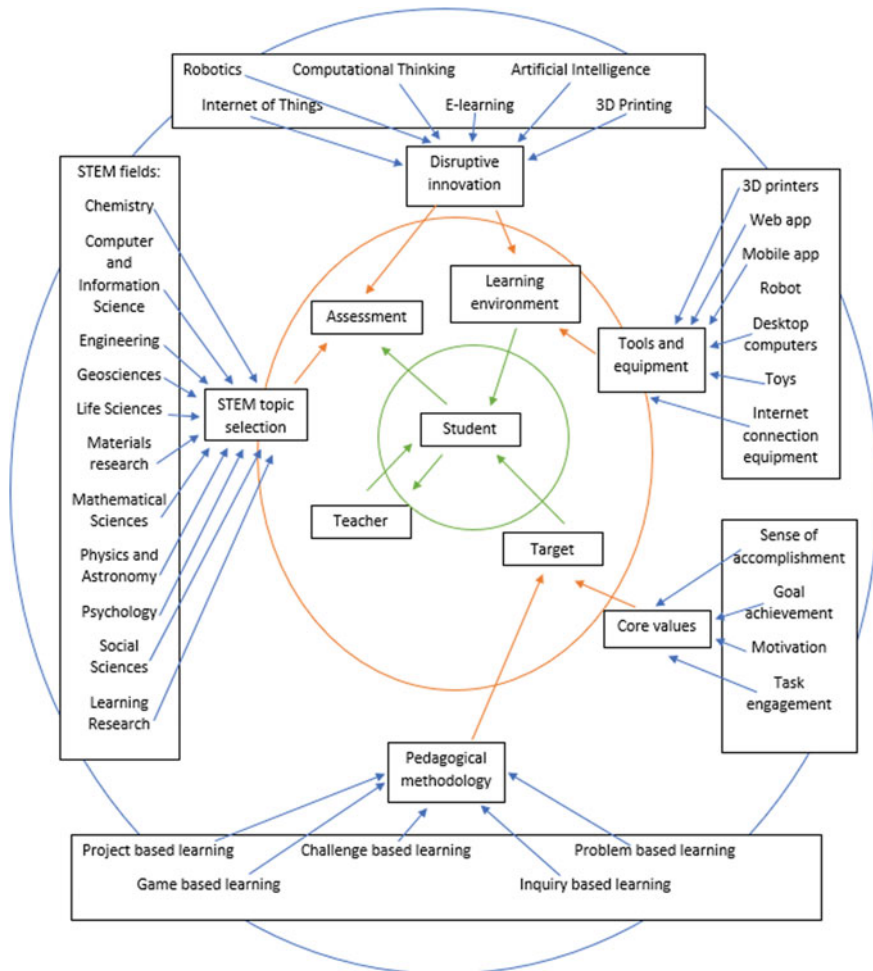 Robotics
Computational Thinking
Artificial Intelligence
Internet of Things
E-learning
3D Printing
Disruptive
innovation
STEM fields:
Chemistry
Computer
and
Information
Science
Engineering
Geosciences
Life Sciences
Materials
research
Mathematical
Sciences
Physics and
Astronomy
Psychology
Social
Sciences
Learning
Research
STEM topic
selection
Assessment
Learning
environment
Tools and
equipment
3D printers
Web app
Mobile app
Robot
Desktop
computers
Toys
Internet
connection
equipment
Student
Teacher
Target
Core values
Sense of
accomplishment
Goal
achievement
Motivation
Task
engagement
Pedagogical
methodology
Project based learning
Challenge based learning
Problem based learning
Game based learning
Inquiry based learning